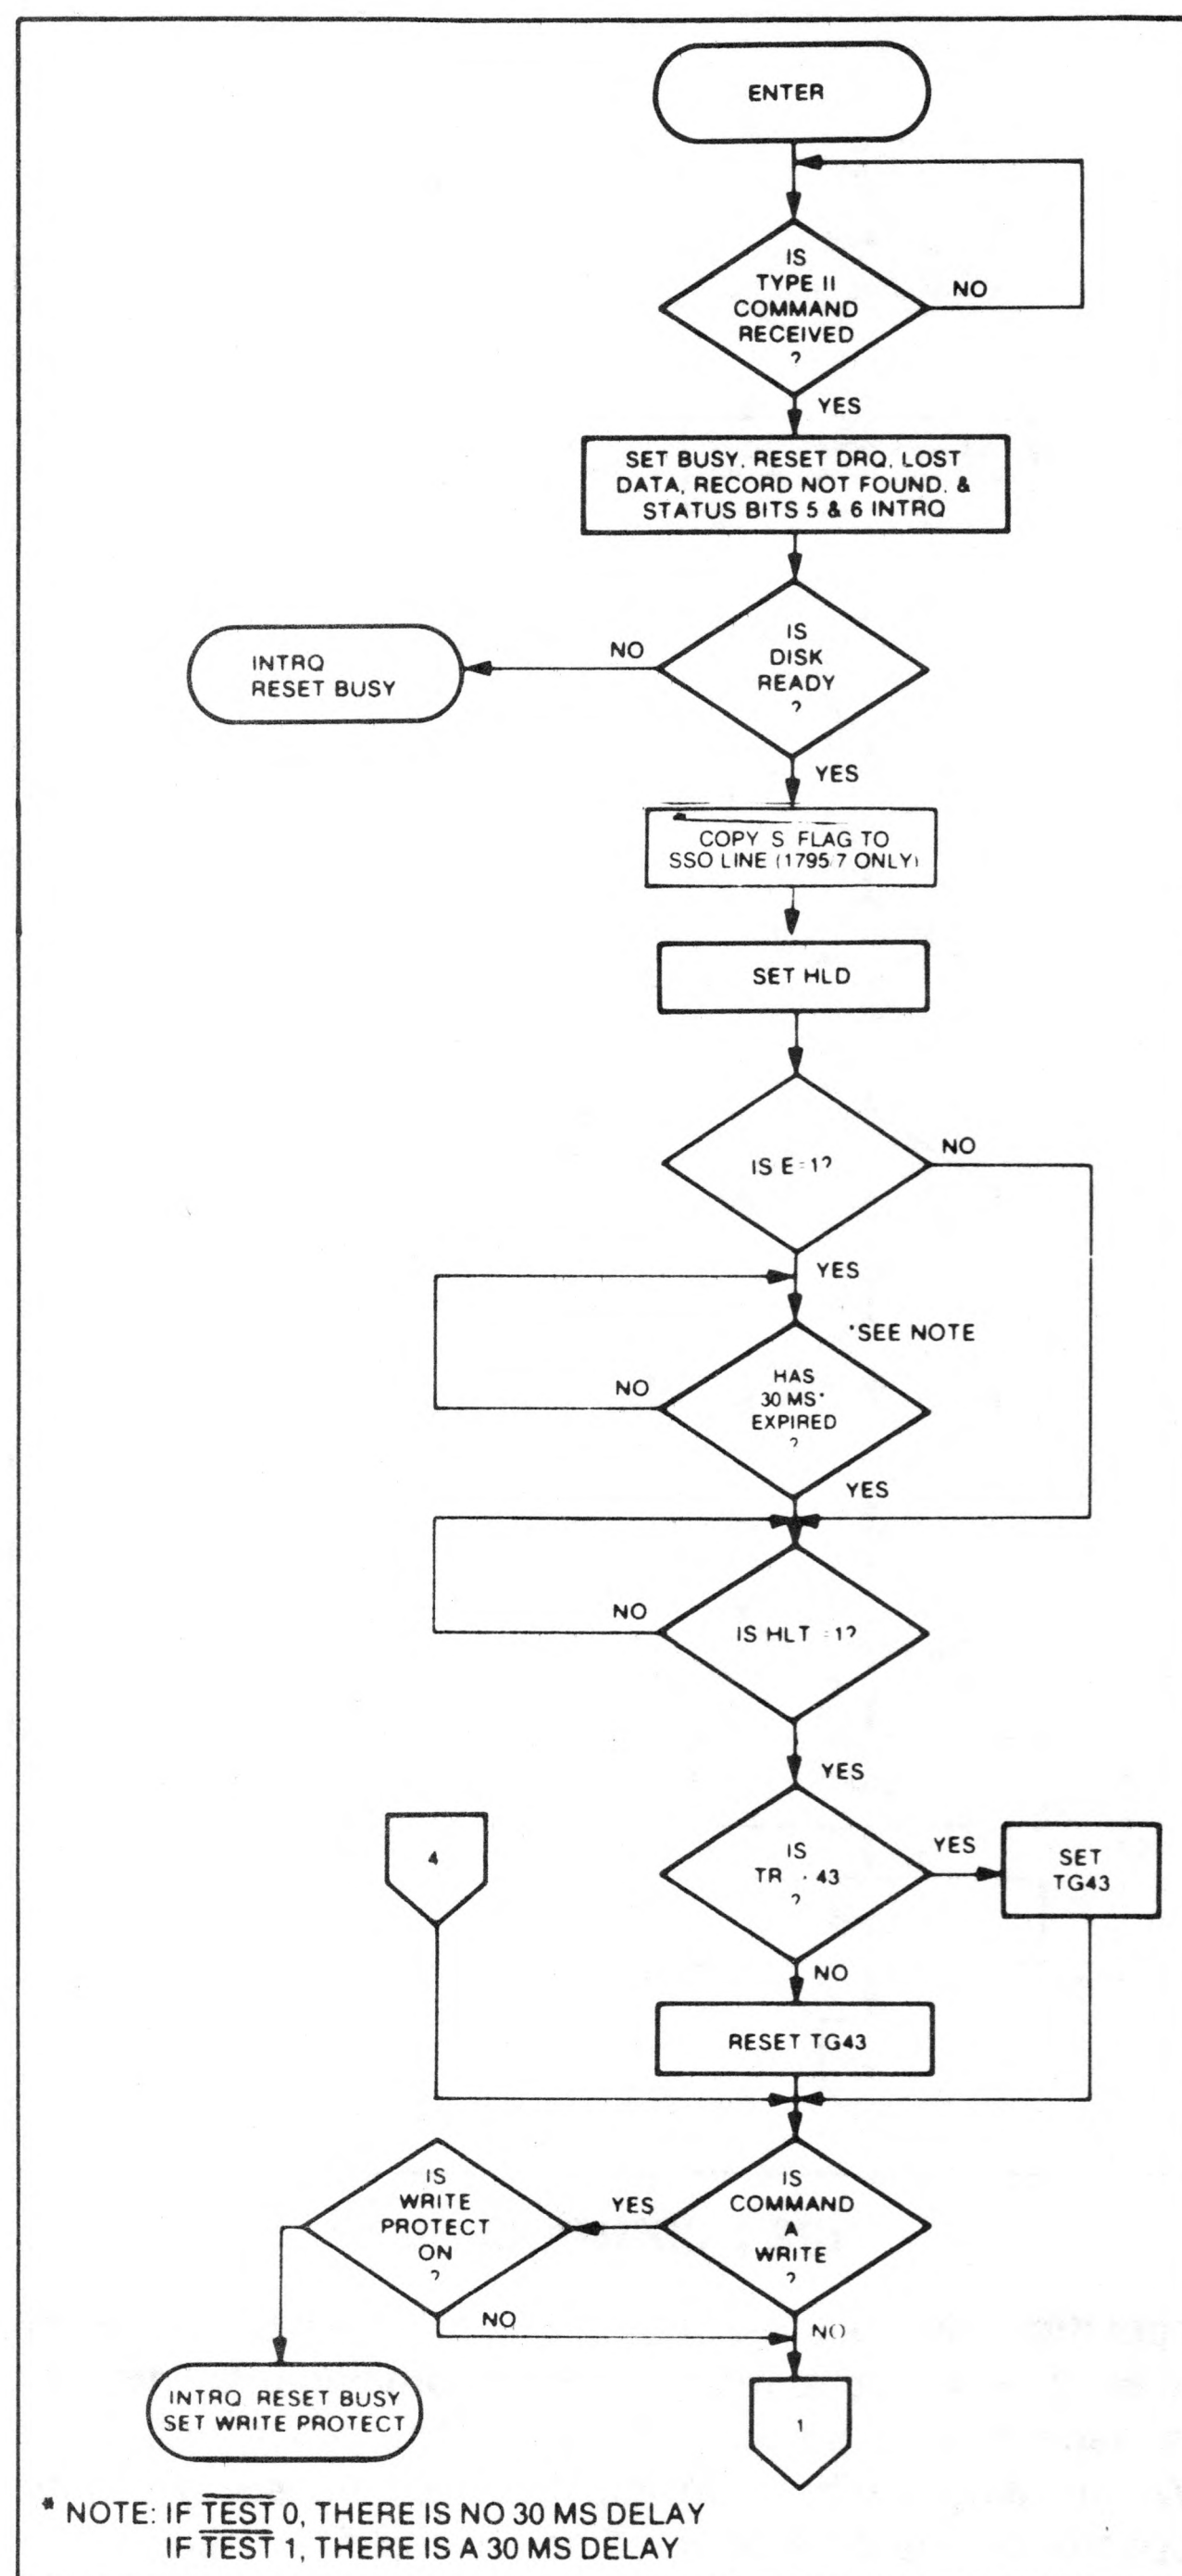 ENTER
IS
TYPE II
COMMAND
RECEIVED
?
NO
YES
SET BUSY, RESET DRQ, LOST
DATA, RECORD NOT FOUND, &
STATUS BITS 5 & 6 INTRQ
IS
DISK
READY
?
NO
INTRQ
RESET BUSY
YES
COPY S FLAG TO
SSO LINE (1795/7 ONLY)
SET HLD
IS E=1?
NO
YES
*SEE NOTE
HAS
30 MS*
EXPIRED
?
NO
YES
IS HLT =1?
NO
YES
4
IS
TR 43
?
YES
SET
TG43
NO
RESET TG43
IS
COMMAND
A
WRITE
?
YES
IS
WRITE
PROTECT
ON
?
NO
NO
INTRQ RESET BUSY
SET WRITE PROTECT
1
* NOTE: IF TEST 0, THERE IS NO 30 MS DELAY
IF TEST 1, THERE IS A 30 MS DELAY